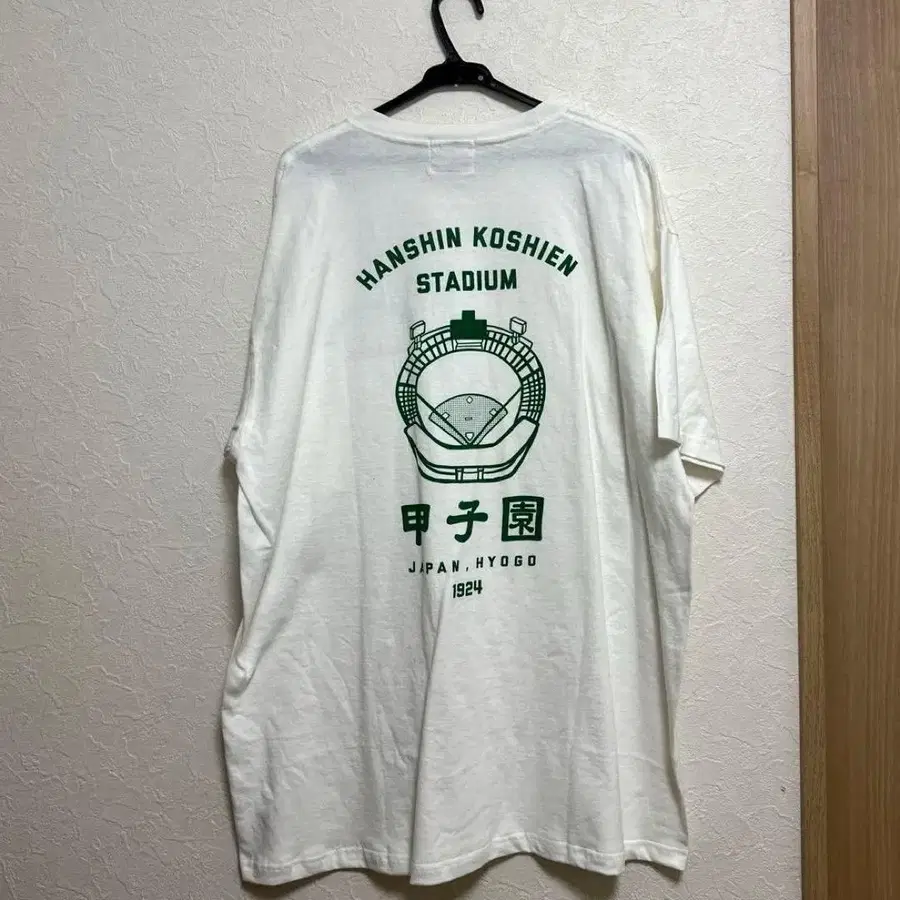 HANSHIN KOSHIEN
STADIUM
甲子園
JAPAN, HYOGO
1924